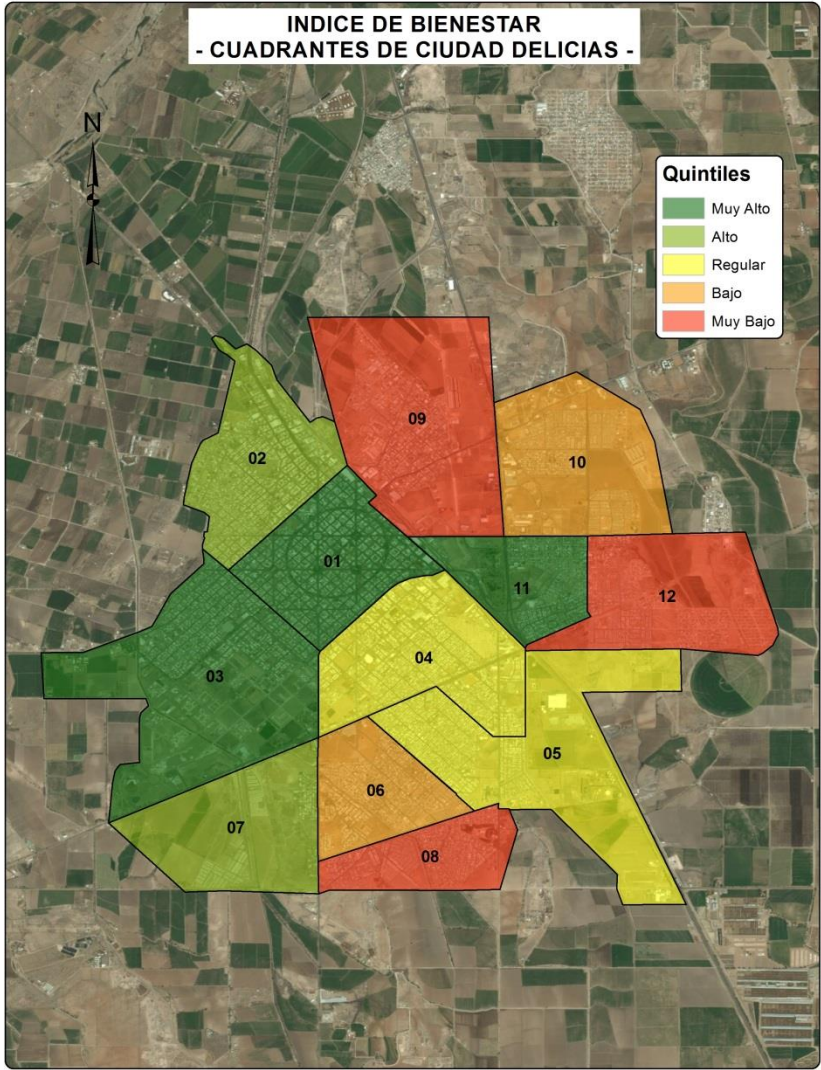 INDICE DE BIENESTAR
- CUADRANTES DE CIUDAD DELICIAS -
N
Quintiles
Muy Alto
Alto
Regular
Bajo
Muy Bajo
09
02
10
01
11
12
04
03
05
06
07
08